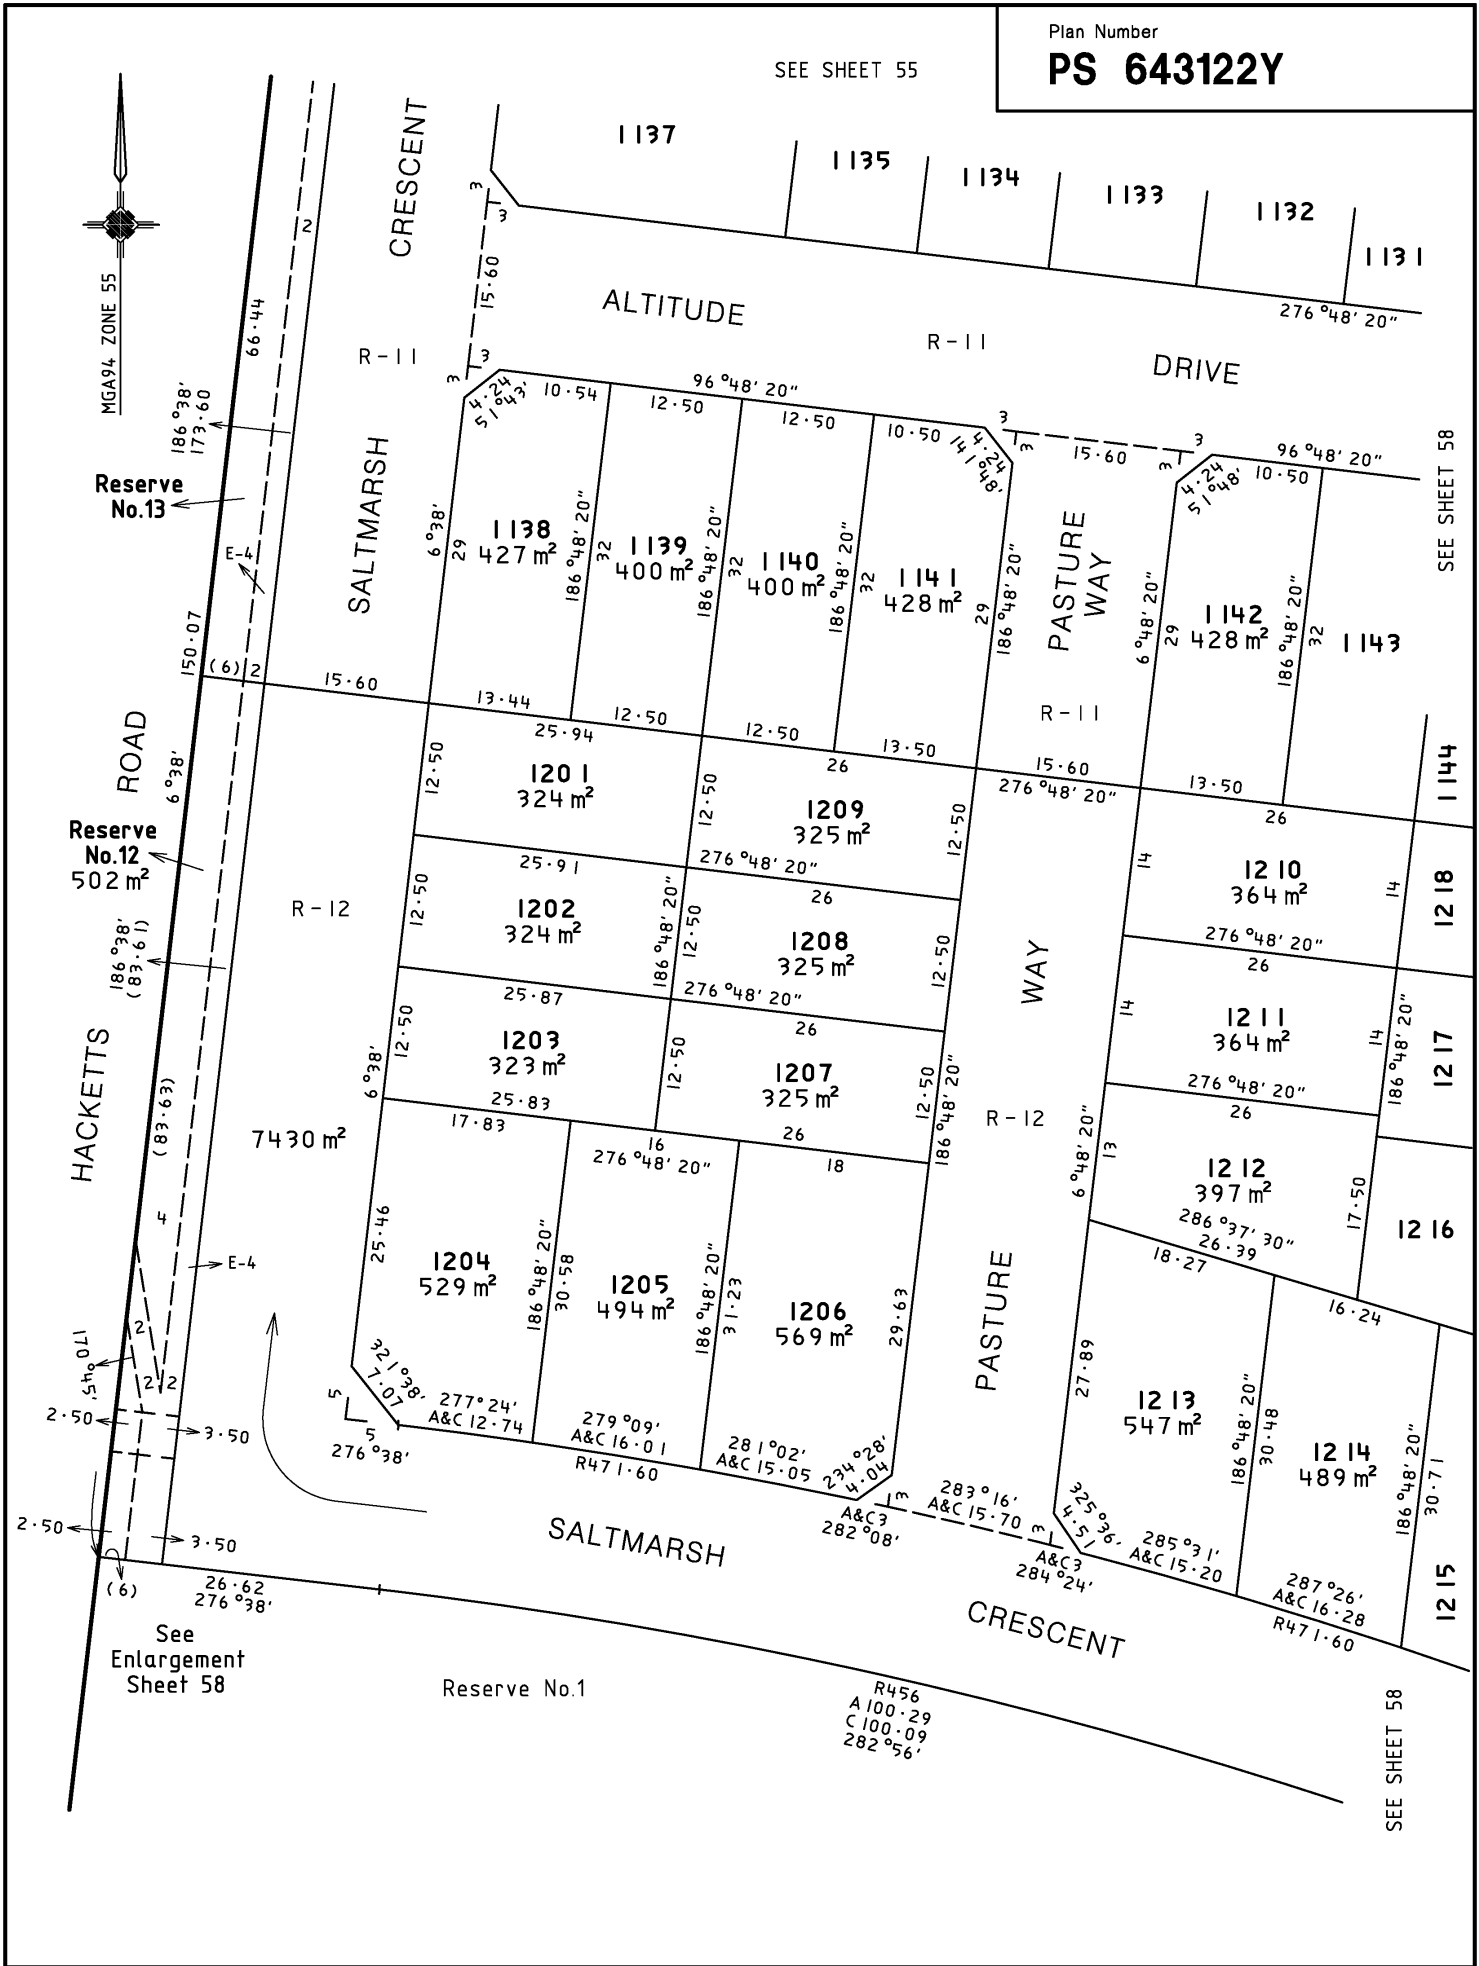 Plan Number
PS 643122Y
SEE SHEET 55
MGA94 ZONE 55
CRESCENT
1137
1135
1134
1133
1132
1131
3
3
15·60
276°48'20"
ALTITUDE
R-11
DRIVE
2
66·44
R-11
3
3
4·24
51°43'
10·54
96°48'20"
12·50
12·50
10·50
4·24
141°48'
3
3
15·60
3
3
4·24
51°48'
96°48'20"
10·50
SEE SHEET 58
186°38'
173·60
Reserve
No.13
E-4
SALTMARSH
6°38'
29
1138
427 m²
186°48'20"
32
1139
400 m²
186°48'20"
32
1140
400 m²
186°48'20"
32
1141
428 m²
29
186°48'20"
PASTURE
WAY
R-11
6°48'20"
29
1142
428 m²
186°48'20"
32
1143
1144
150·07
(6)
2
15·60
13·44
12·50
12·50
13·50
15·60
276°48'20"
13·50
25·94
26
26
ROAD
6°38'
Reserve
No.12
502 m²
186°38'
(83·61)
R-12
12·50
1201
324 m²
12·50
1209
325 m²
12·50
14
1210
364 m²
14
1218
25·91
276°48'20"
26
276°48'20"
26
12·50
1202
324 m²
186°48'20"
12·50
1208
325 m²
12·50
WAY
14
1211
364 m²
14
186°48'20"
1217
25·87
276°48'20"
26
276°48'20"
26
HACKETTS
(83·63)
7430 m²
6°38'
12·50
1203
323 m²
12·50
1207
325 m²
12·50
186°48'20"
R-12
6°48'20"
13
1212
397 m²
17·50
1216
25·83
17·83
16
276°48'20"
26
18
286°37'30"
26·39
18·27
16·24
4
E-4
25·46
1204
529 m²
186°48'20"
30·58
1205
494 m²
186°48'20"
31·23
1206
569 m²
29·63
PASTURE
27·89
1213
547 m²
186°48'20"
30·48
1214
489 m²
186°48'20"
30·71
1215
170°45'
2
2
2
2·50
3·50
2·50
3·50
(6)
5
5
276°38'
321°38'
7·07
277°24'
A&C 12·74
279°09'
A&C 16·01
R471·60
281°02'
A&C 15·05
234°28'
4·04
3
A&C3
282°08'
283°16'
A&C 15·70
3
A&C3
284°24'
325°36'
4·51
285°31'
A&C 15·20
287°26'
A&C 16·28
R471·60
SALTMARSH
CRESCENT
26·62
276°38'
See
Enlargement
Sheet 58
Reserve No.1
R456
A100·29
C100·09
282°56'
SEE SHEET 58